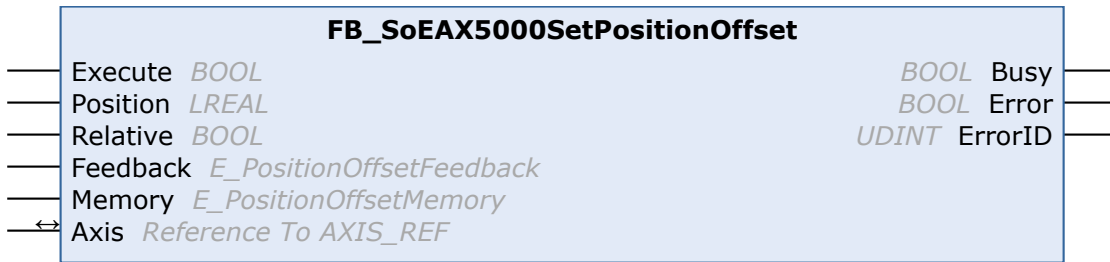 FB_SoEAX5000SetPositionOffset
Execute BOOL BOOL Busy
Position LREAL BOOL Error
Relative BOOL UDINT ErrorID
Feedback E_PositionOffsetFeedback
Memory E_PositionOffsetMemory
↔ Axis Reference To AXIS_REF